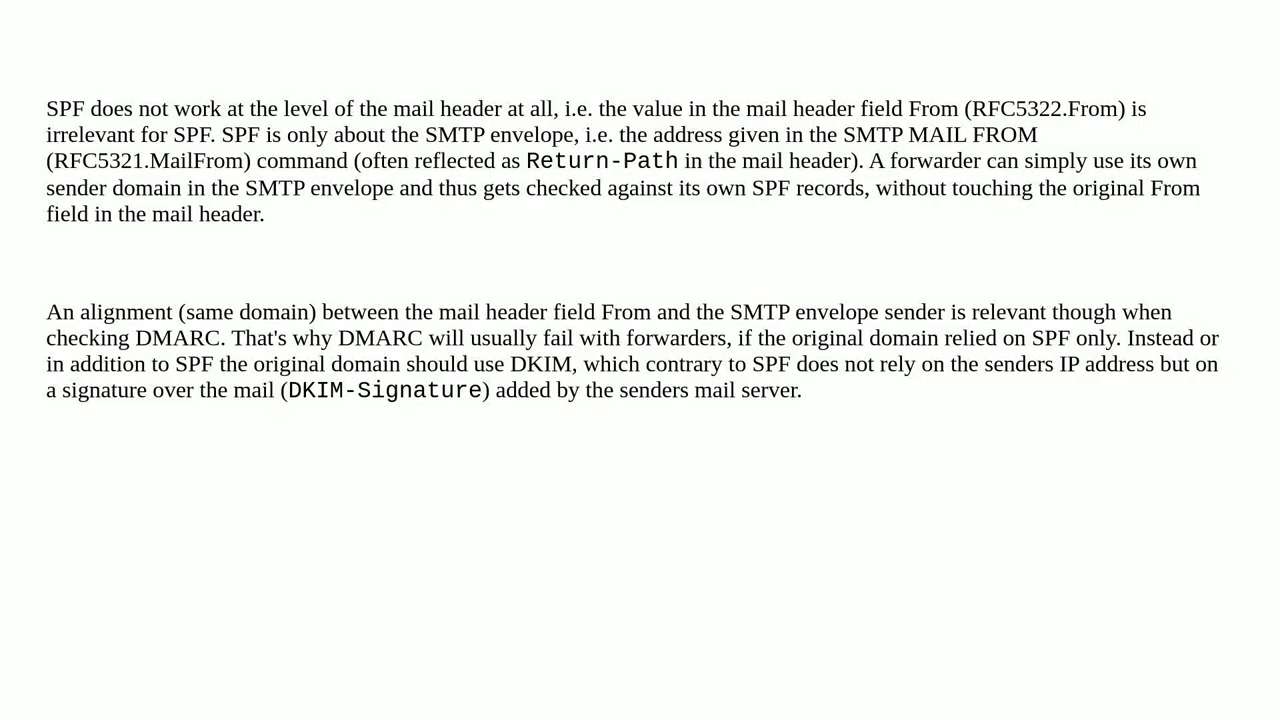 SPF does not work at the level of the mail header at all, i.e. the value in the mail header field From (RFC5322.From) is
irrelevant for SPF. SPF is only about the SMTP envelope, i.e. the address given in the SMTP MAIL FROM
(RFC5321.MailFrom) command (often reflected as Return-Path in the mail header). A forwarder can simply use its own
sender domain in the SMTP envelope and thus gets checked against its own SPF records, without touching the original From
field in the mail header.
An alignment (same domain) between the mail header field From and the SMTP envelope sender is relevant though when
checking DMARC. That's why DMARC will usually fail with forwarders, if the original domain relied on SPF only. Instead or
in addition to SPF the original domain should use DKIM, which contrary to SPF does not rely on the senders IP address but on
a signature over the mail (DKIM-Signature) added by the senders mail server.